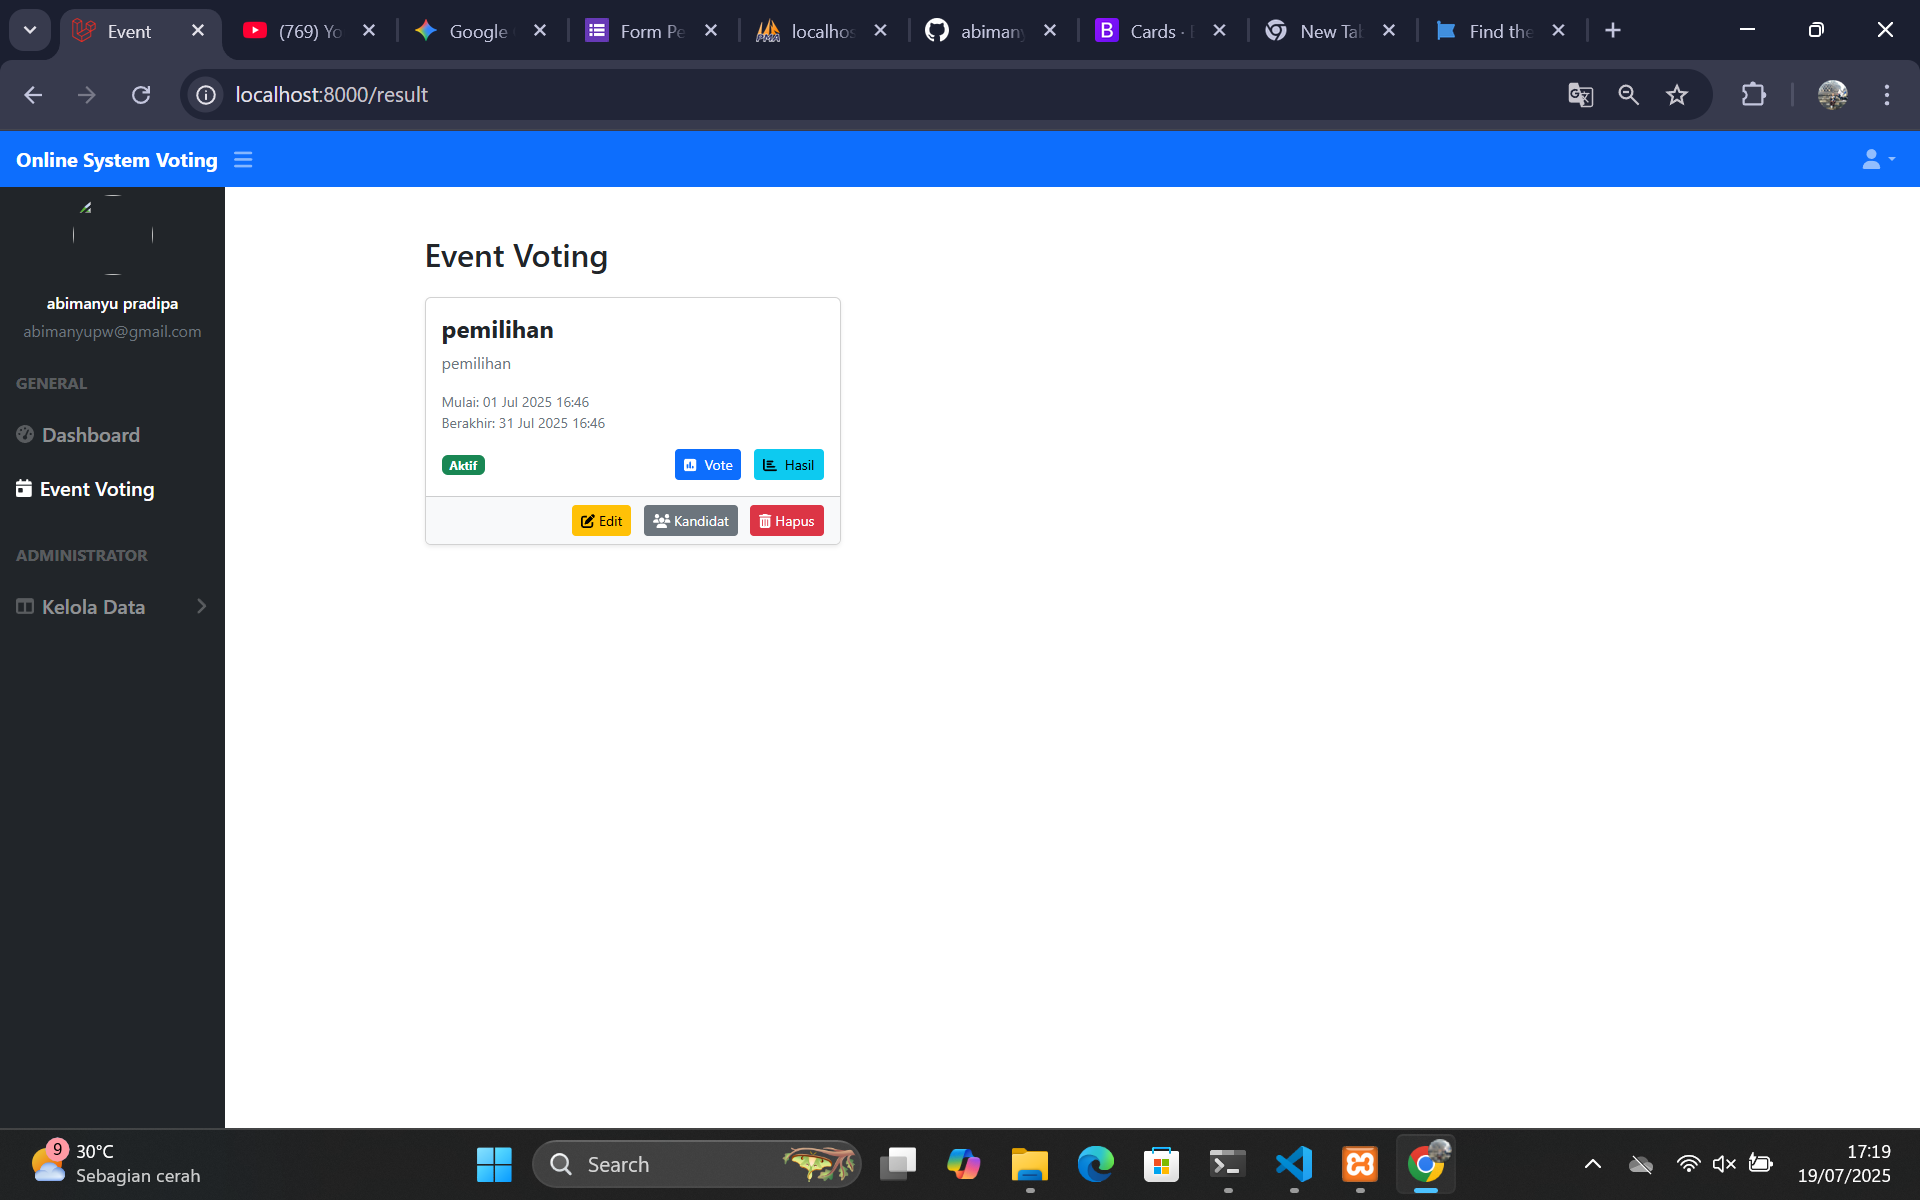 Event
(769) Yo
Google
Form Pe
localhos
abiman
Cards ·
New Tab
Find the
localhost:8000/result
Online System Voting
abimanyu pradipa
abimanyupw@gmail.com
GENERAL
Dashboard
Event Voting
ADMINISTRATOR
Kelola Data
Event Voting
pemilihan
pemilihan
Mulai: 01 Jul 2025 16:46
Berakhir: 31 Jul 2025 16:46
Aktif
Vote
Hasil
Edit
Kandidat
Hapus
9
30°C
Sebagian cerah
Search
17:19
19/07/2025